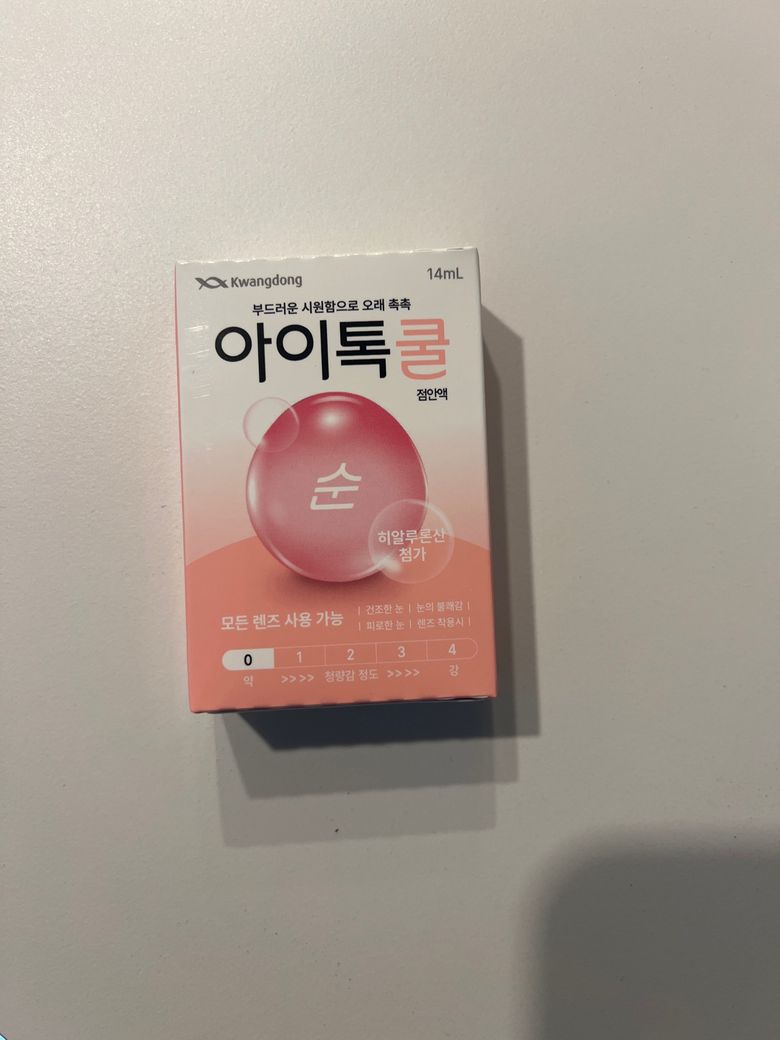 Kwangdong
14mL
부드러운 시원함으로 오래 촉촉
아이톡쿨
점안액
순
히알루론산
첨가
모든 렌즈 사용 가능
| 건조한 눈 | 눈의 불쾌감 |
| 피로한 눈 | 렌즈 착용시 |
0 1 2 3 4
약 >>>> 청량감 정도 >>>> 강